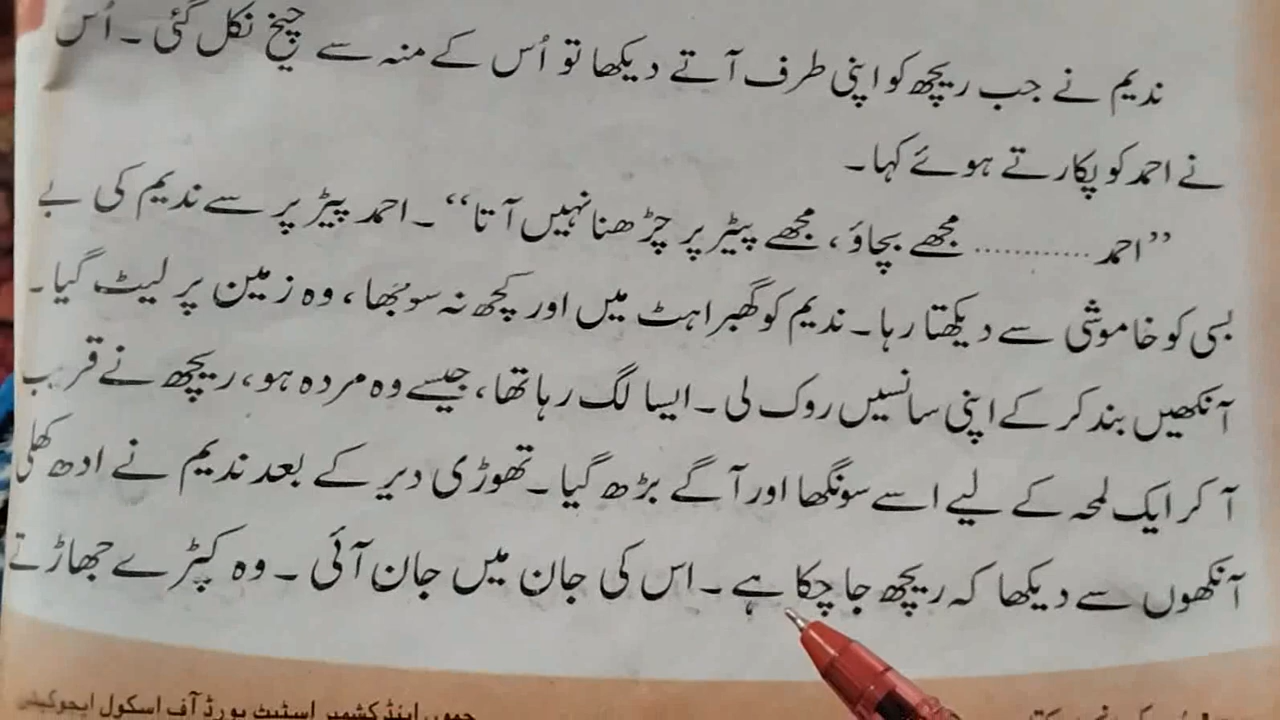 ندیم نے جب ریچھ کو اپنی طرف آتے دیکھا تو اُس کے منہ سے چیخ نکل گئی ۔ اُس
نے احمد کو پکارتے ہوئے کہا۔
”احمد ............ مجھے بچاؤ ، مجھے پیڑ پر چڑھنا نہیں آتا“ ۔ احمد پیڑ پر سے ندیم کی بے
بسی کو خاموشی سے دیکھتا رہا۔ ندیم کو گھبراہٹ میں اور کچھ نہ سوجھا ، وہ زمین پر لیٹ گیا۔
آنکھیں بند کر کے اپنی سانسیں روک لی ۔ ایسا لگ رہا تھا، جیسے وہ مردہ ہو، ریچھ نے قریب
آ کر ایک لمحہ کے لیے اسے سونگھا اور آگے بڑھ گیا۔ تھوڑی دیر کے بعد ندیم نے ادھ کھلی
آنکھوں سے دیکھا کہ ریچھ جا چکا ہے ۔ اس کی جان میں جان آئی ۔ وہ کپڑے جھاڑتے
جموں اینڈ کشمیر اسٹیٹ بورڈ آف اسکول ایجوکیشن